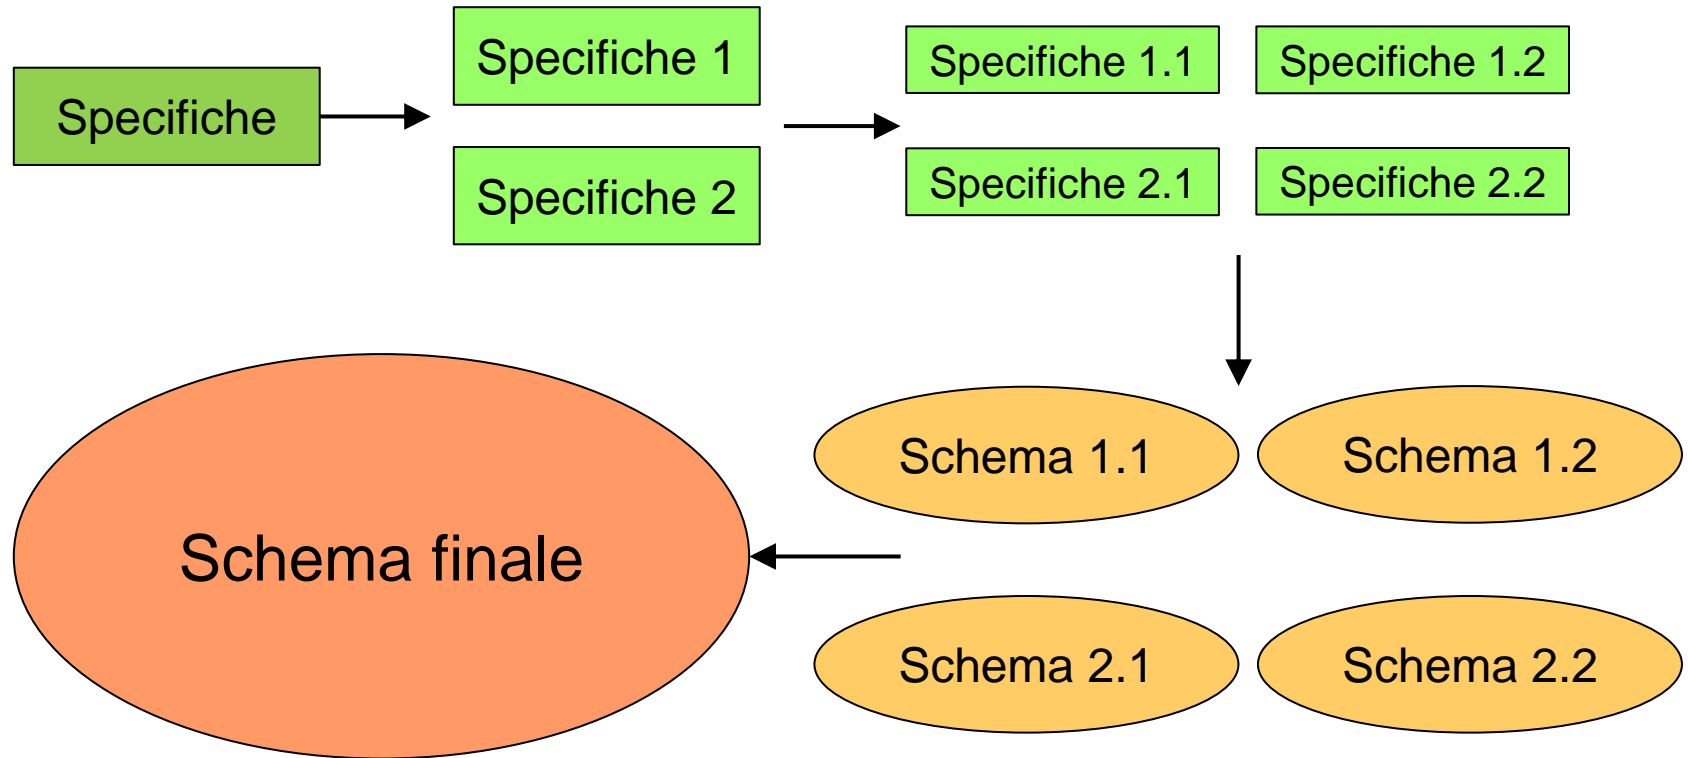 Specifiche
Specifiche 1
Specifiche 2
Specifiche 1.1
Specifiche 1.2
Specifiche 2.1
Specifiche 2.2
Schema 1.1
Schema 1.2
Schema 2.1
Schema 2.2
Schema finale